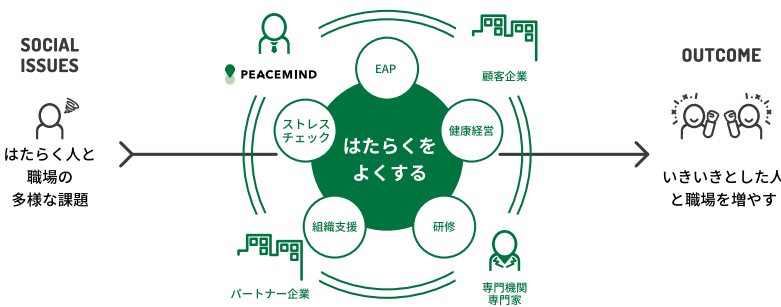 SOCIAL
ISSUES
はたらく人と
職場の
多様な課題
PEACEMIND
EAP
顧客企業
ストレス
チェック
健康経営
はたらくを
よくする
組織支援
研修
パートナー企業
専門機関
専門家
OUTCOME
いきいきとした人
と職場を増やす